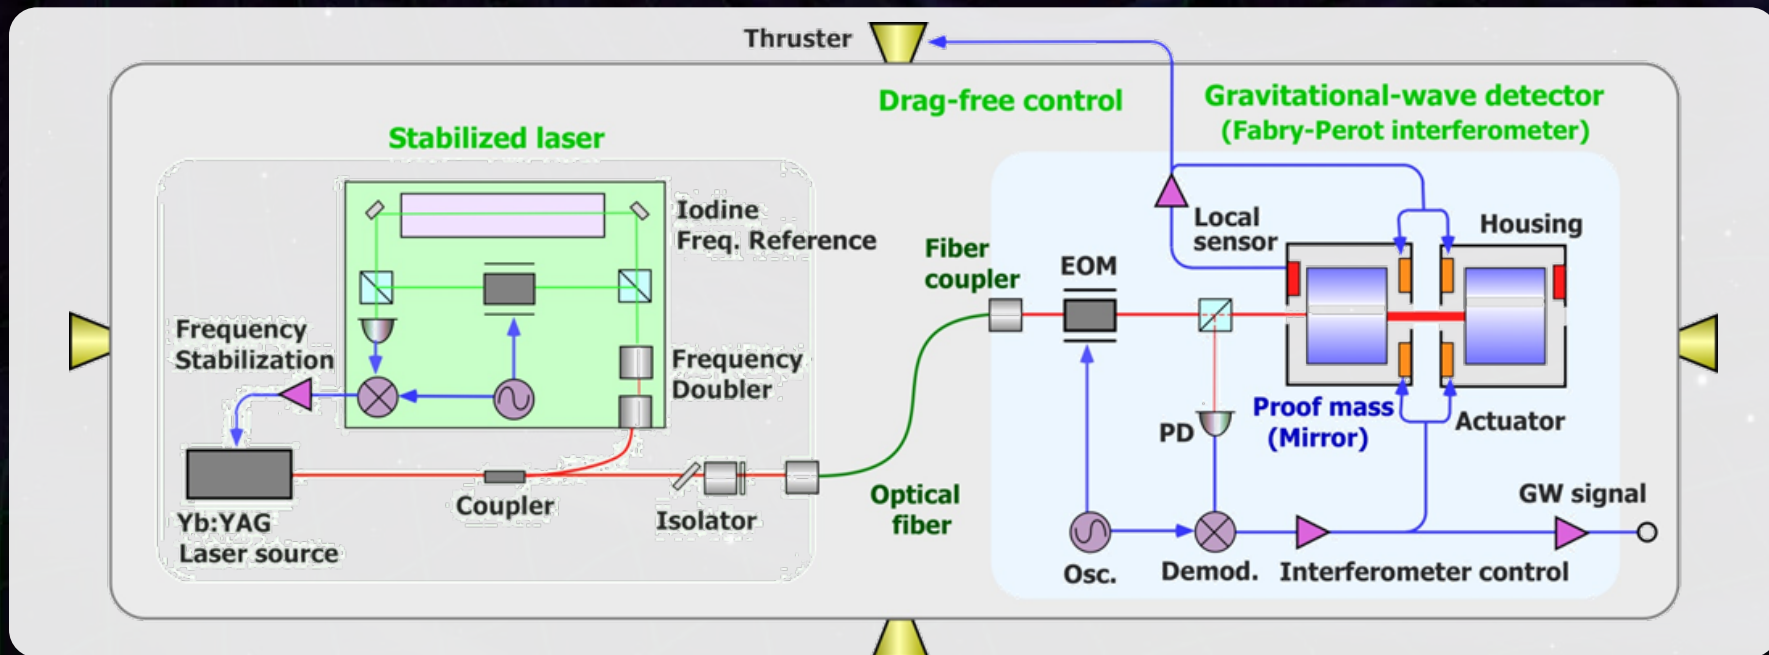 Thruster
Drag-free control
Gravitational-wave detector
(Fabry-Perot interferometer)
Stabilized laser
Iodine
Freq. Reference
Local
sensor
Housing
Fiber
coupler
EOM
Frequency
Stabilization
Frequency
Doubler
Proof mass
(Mirror)
Actuator
PD
Coupler
Isolator
Optical
fiber
GW signal
Yb:YAG
Laser source
Osc.
Demod.
Interferometer control